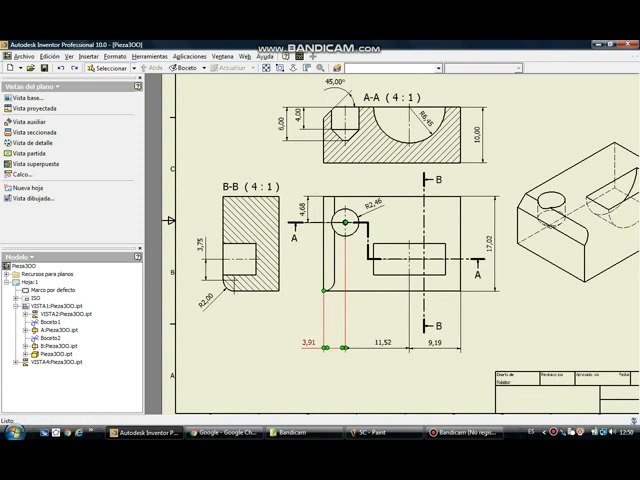 WWW.BANDICAM.COM
Autodesk Inventor Professional 10.0 - [Pieza3OO]
Archivo Edición Ver Insertar Formato Herramientas Aplicaciones Ventana Web Ayuda
Seleccionar Atrás Boceto Actualizar
Vistas del plano
Vista base...
Vista proyectada
Vista auxiliar
Vista seccionada
Vista de detalle
Vista partida
Vista superpuesta
Calco...
Nueva hoja
Vista dibujada...
Modelo
Pieza3OO
Recursos para planos
Hoja:1
Marco por defecto
ISO
VISTA1:Pieza3OO.ipt
VISTA2:Pieza3OO.ipt
Boceto1
A:Pieza3OO.ipt
Boceto2
B:Pieza3OO.ipt
Pieza3OO.ipt
VISTA4:Pieza3OO.ipt
45,00°
A-A ( 4 : 1 )
6,00
4,00
R6,45
10,00
C
B-B ( 4 : 1 )
3,75
R2,00
4,68
R2,46
17,02
B
B
A
A
B
3,91
11,52
9,19
A
Listo
Autodesk Inventor P...
Google - Google Ch...
Bandicam
SC - Paint
Bandicam (No regis...
ES
12:50